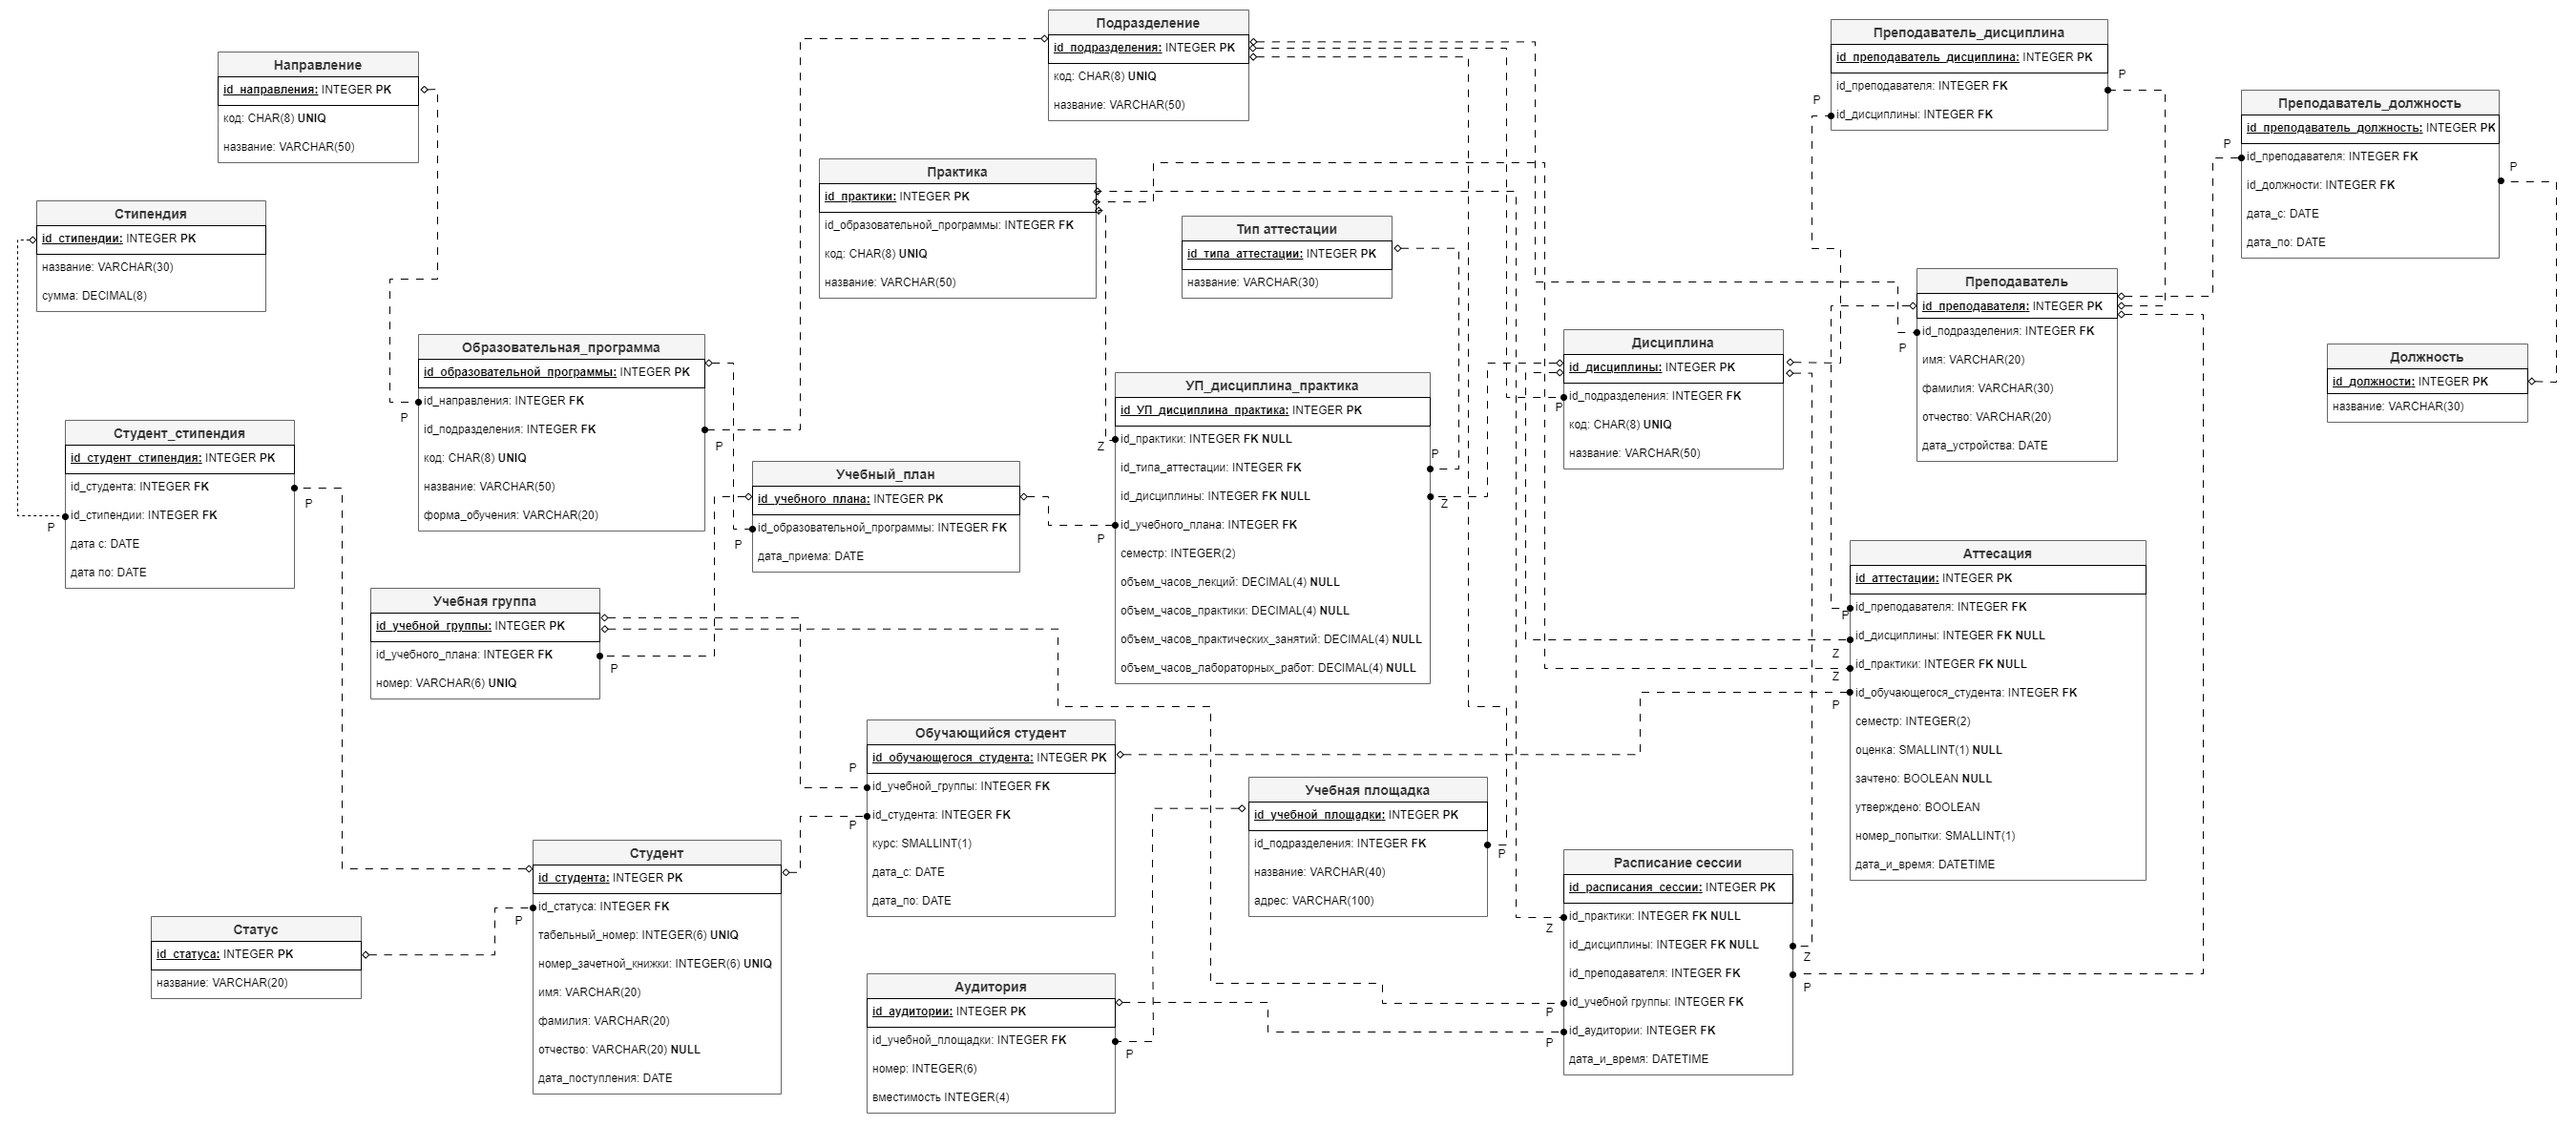 Подразделение
id_подразделения: INTEGER PK
код: CHAR(8) UNIQ
название: VARCHAR(50)
Преподаватель_дисциплина
id_преподаватель_дисциплина: INTEGER PK
id_преподавателя: INTEGER FK
id_дисциплины: INTEGER FK
P
P
Направление
id_направления: INTEGER PK
код: CHAR(8) UNIQ
название: VARCHAR(50)
P
Преподаватель_должность
id_преподаватель_должность: INTEGER PK
id_преподавателя: INTEGER FK
id_должности: INTEGER FK
дата_с: DATE
дата_по: DATE
P
P
Практика
id_практики: INTEGER PK
id_образовательной_программы: INTEGER FK
код: CHAR(8) UNIQ
название: VARCHAR(50)
Стипендия
id_стипендии: INTEGER PK
название: VARCHAR(30)
сумма: DECIMAL(8)
Тип аттестации
id_типа_аттестации: INTEGER PK
название: VARCHAR(30)
Преподаватель
id_преподавателя: INTEGER PK
id_подразделения: INTEGER FK
имя: VARCHAR(20)
фамилия: VARCHAR(30)
отчество: VARCHAR(20)
дата_устройства: DATE
P
Дисциплина
id_дисциплины: INTEGER PK
id_подразделения: INTEGER FK
код: CHAR(8) UNIQ
название: VARCHAR(50)
P
Должность
id_должности: INTEGER PK
название: VARCHAR(30)
Образовательная_программа
id_образовательной_программы: INTEGER PK
id_направления: INTEGER FK
id_подразделения: INTEGER FK
код: CHAR(8) UNIQ
название: VARCHAR(50)
форма_обучения: VARCHAR(20)
P
УП_дисциплина_практика
id_УП_дисциплина_практика: INTEGER PK
id_практики: INTEGER FK NULL
id_типа_аттестации: INTEGER FK
id_дисциплины: INTEGER FK NULL
id_учебного_плана: INTEGER FK
семестр: INTEGER(2)
объем_часов_лекций: DECIMAL(4) NULL
объем_часов_практики: DECIMAL(4) NULL
объем_часов_практических_занятий: DECIMAL(4) NULL
объем_часов_лабораторных_работ: DECIMAL(4) NULL
Z
P
Z
P
Студент_стипендия
id_студент_стипендия: INTEGER PK
id_студента: INTEGER FK
id_стипендии: INTEGER FK
дата с: DATE
дата по: DATE
P
P
Учебный_план
id_учебного_плана: INTEGER PK
id_образовательной_программы: INTEGER FK
дата_приема: DATE
P
Аттесация
id_аттестации: INTEGER PK
id_преподавателя: INTEGER FK
id_дисциплины: INTEGER FK NULL
id_практики: INTEGER FK NULL
id_обучающегося_студента: INTEGER FK
семестр: INTEGER(2)
оценка: SMALLINT(1) NULL
зачтено: BOOLEAN NULL
утверждено: BOOLEAN
номер_попытки: SMALLINT(1)
дата_и_время: DATETIME
P
Z
Z
P
Учебная группа
id_учебной_группы: INTEGER PK
id_учебного_плана: INTEGER FK
номер: VARCHAR(6) UNIQ
P
Обучающийся студент
id_обучающегося_студента: INTEGER PK
id_учебной_группы: INTEGER FK
id_студента: INTEGER FK
курс: SMALLINT(1)
дата_с: DATE
дата_по: DATE
P
P
Учебная площадка
id_учебной_площадки: INTEGER PK
id_подразделения: INTEGER FK
название: VARCHAR(40)
адрес: VARCHAR(100)
P
Студент
id_студента: INTEGER PK
id_статуса: INTEGER FK
табельный_номер: INTEGER(6) UNIQ
номер_зачетной_книжки: INTEGER(6) UNIQ
имя: VARCHAR(20)
фамилия: VARCHAR(20)
отчество: VARCHAR(20) NULL
дата_поступления: DATE
P
Расписание сессии
id_расписания_сессии: INTEGER PK
id_практики: INTEGER FK NULL
id_дисциплины: INTEGER FK NULL
id_преподавателя: INTEGER FK
id_учебной группы: INTEGER FK
id_аудитории: INTEGER FK
дата_и_время: DATETIME
Z
Z
P
P
P
Статус
id_статуса: INTEGER PK
название: VARCHAR(20)
Аудитория
id_аудитории: INTEGER PK
id_учебной_площадки: INTEGER FK
номер: INTEGER(6)
вместимость INTEGER(4)
P
P